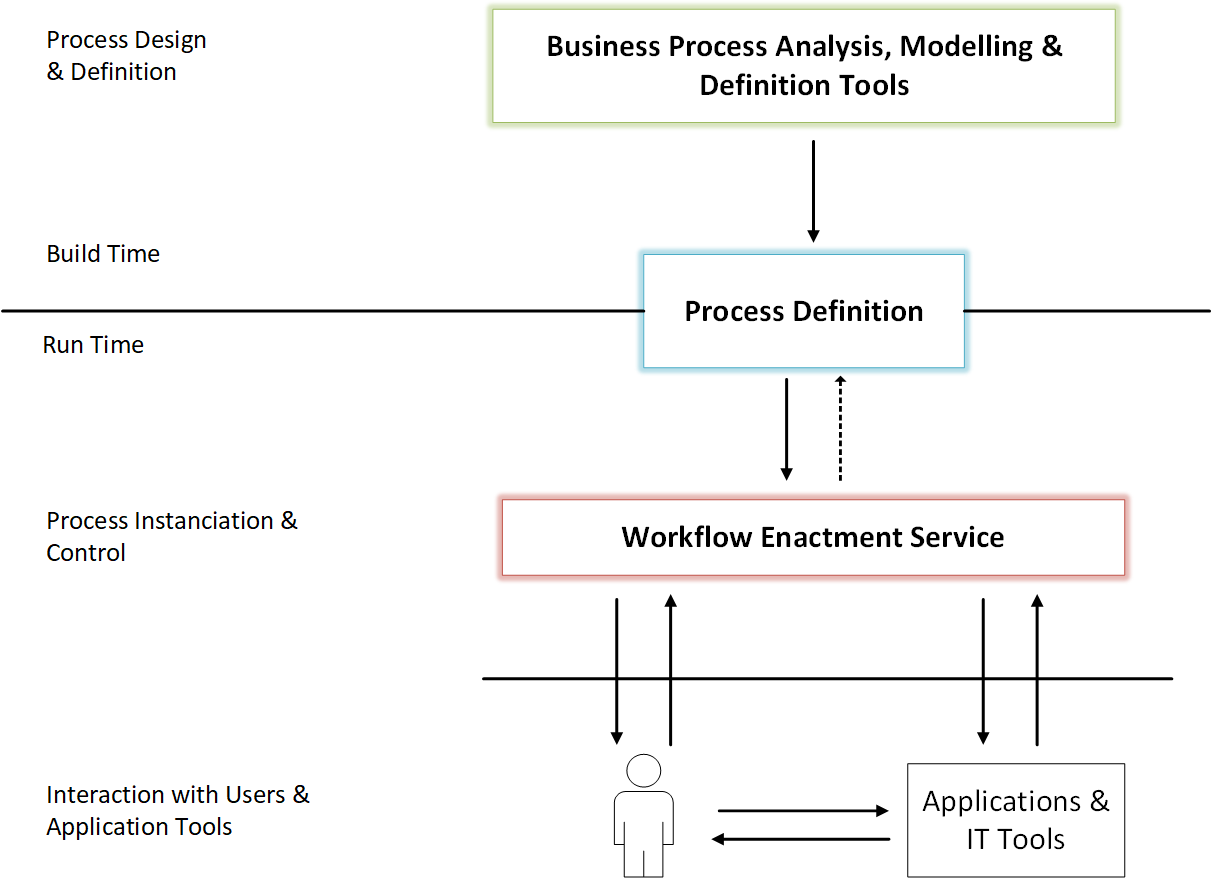 Process Design
& Definition
Business Process Analysis, Modelling &
Definition Tools
Build Time
Process Definition
Run Time
Process Instanciation &
Control
Workflow Enactment Service
Interaction with Users &
Application Tools
Applications &
IT Tools